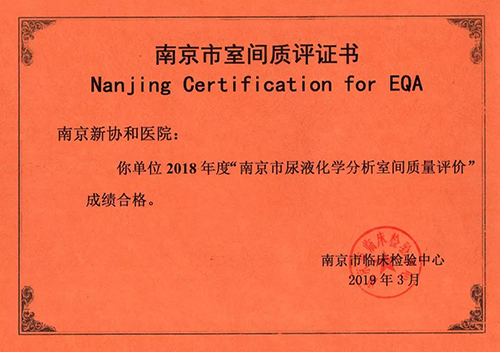 南京市室间质评证书
Nanjing Certification for EQA
南京新协和医院：
你单位 2018 年度“南京市尿液化学分析室间质量评价”
成绩合格。
南京市临床检验中心
2019 年 3 月